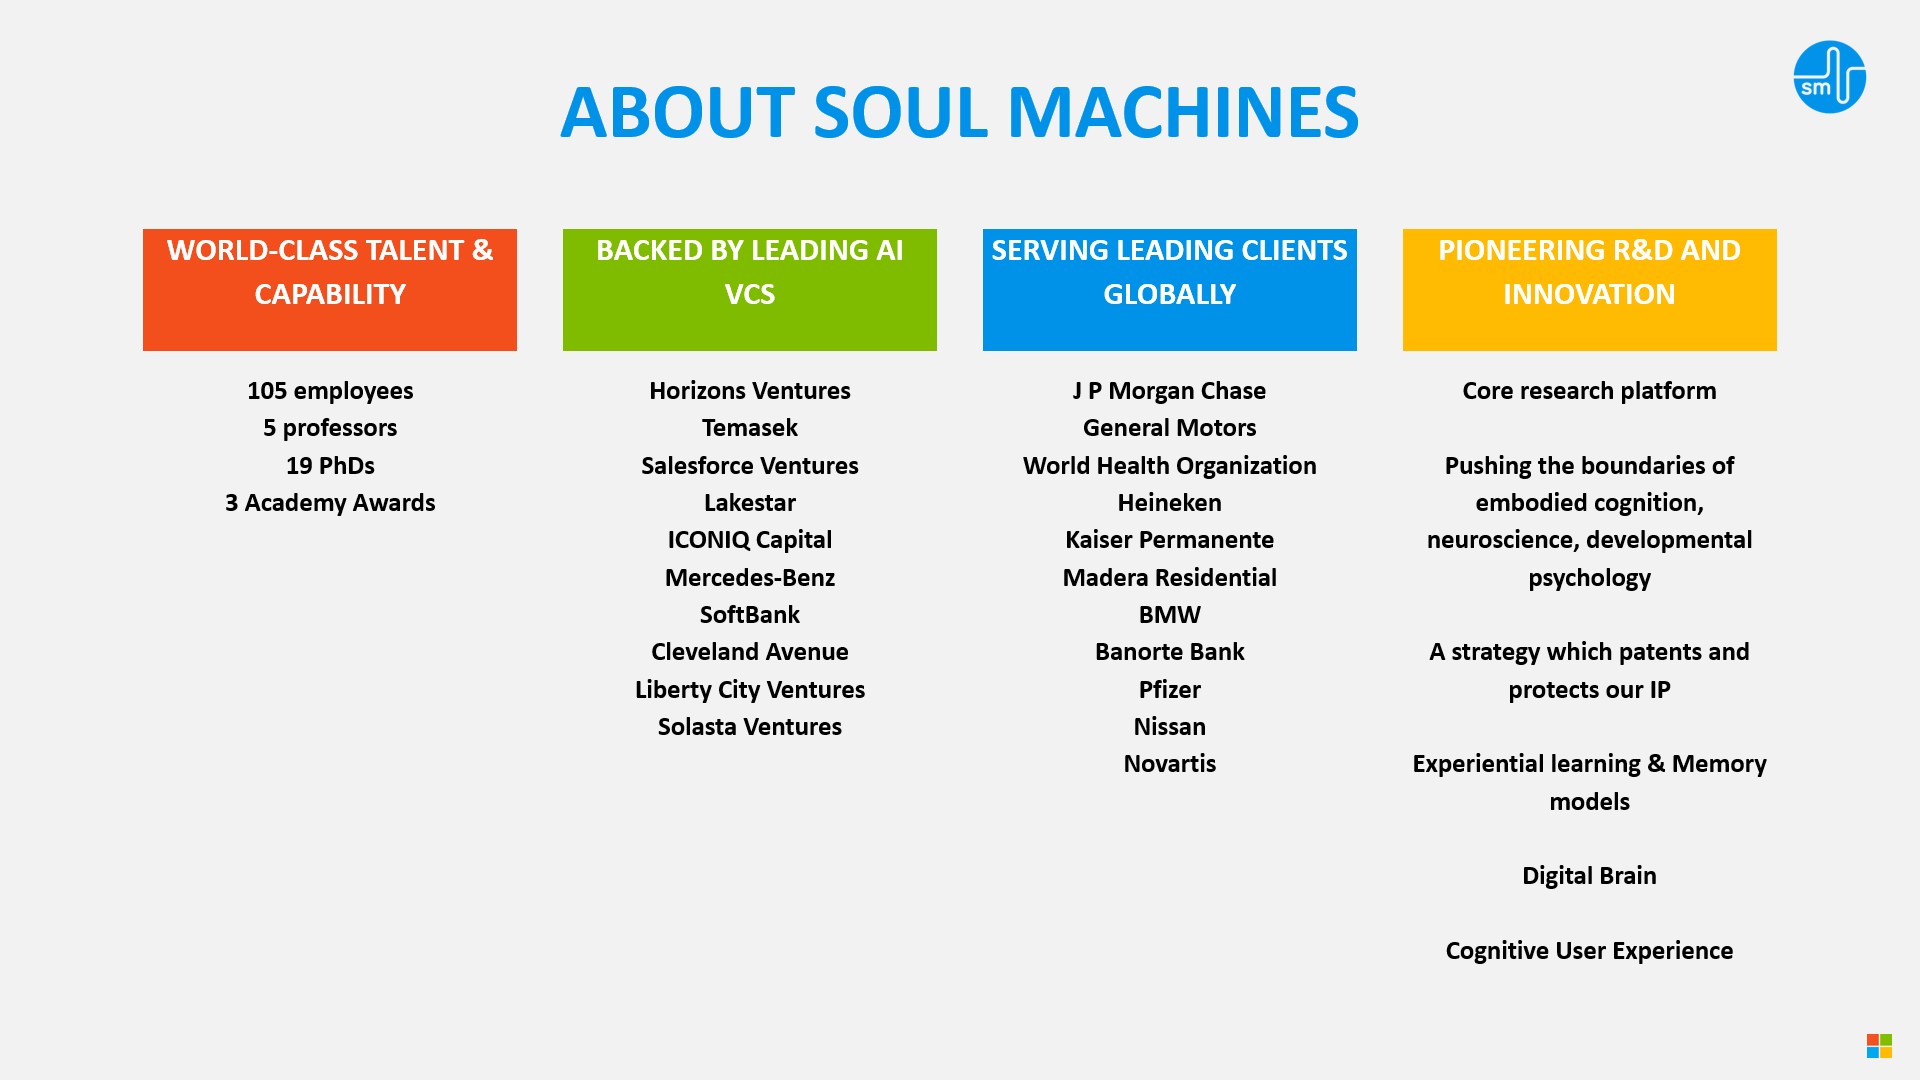 sm
ABOUT SOUL MACHINES
WORLD-CLASS TALENT &
CAPABILITY
105 employees
5 professors
19 PhDs
3 Academy Awards
BACKED BY LEADING AI
VCS
Horizons Ventures
Temasek
Salesforce Ventures
Lakestar
ICONIQ Capital
Mercedes-Benz
SoftBank
Cleveland Avenue
Liberty City Ventures
Solasta Ventures
SERVING LEADING CLIENTS
GLOBALLY
J P Morgan Chase
General Motors
World Health Organization
Heineken
Kaiser Permanente
Madera Residential
BMW
Banorte Bank
Pfizer
Nissan
Novartis
PIONEERING R&D AND
INNOVATION
Core research platform
Pushing the boundaries of
embodied cognition,
neuroscience, developmental
psychology
A strategy which patents and
protects our IP
Experiential learning & Memory
models
Digital Brain
Cognitive User Experience